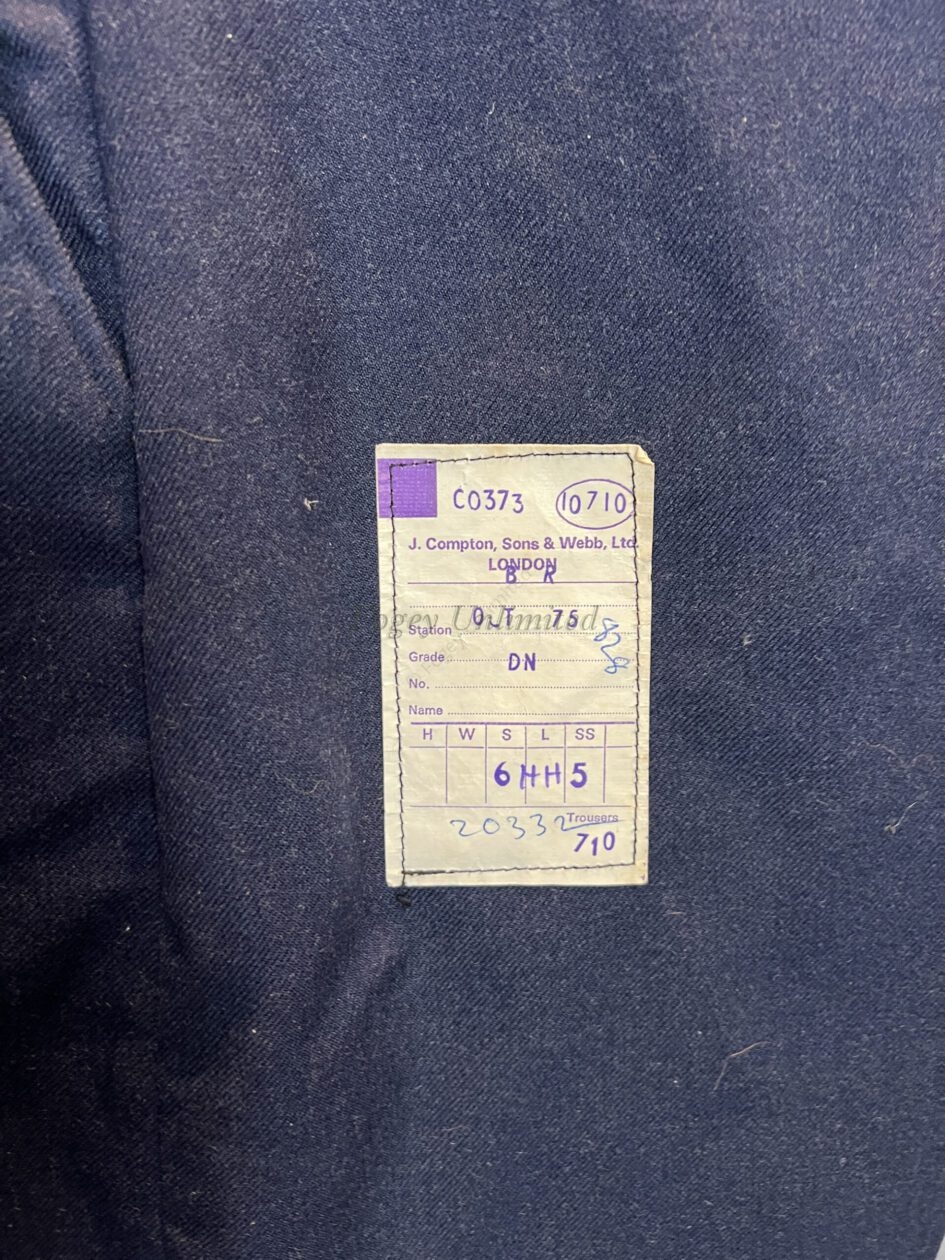 C0373 10710
J. Compton, Sons & Webb, Ltd.
LONDON
B R
Station O.T 75
Grade DN
No.
Name
H W S L SS
6 HH 5
Trousers
20332
710